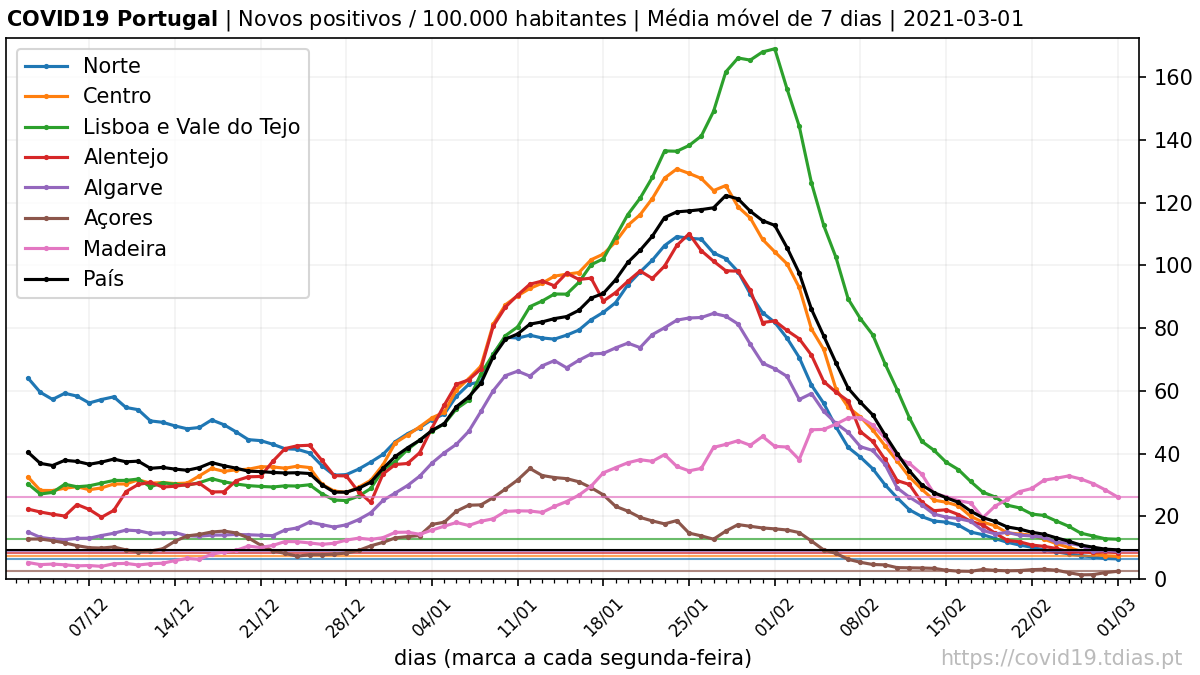 COVID19 Portugal | Novos positivos / 100.000 habitantes | Média móvel de 7 dias | 2021-03-01
Norte
Centro
Lisboa e Vale do Tejo
Alentejo
Algarve
Açores
Madeira
País
160
140
120
100
80
60
40
20
0
07/12 14/12 21/12 28/12 04/01 11/01 18/01 25/01 01/02 08/02 15/02 22/02 01/03
dias (marca a cada segunda-feira)
https://covid19.tdias.pt